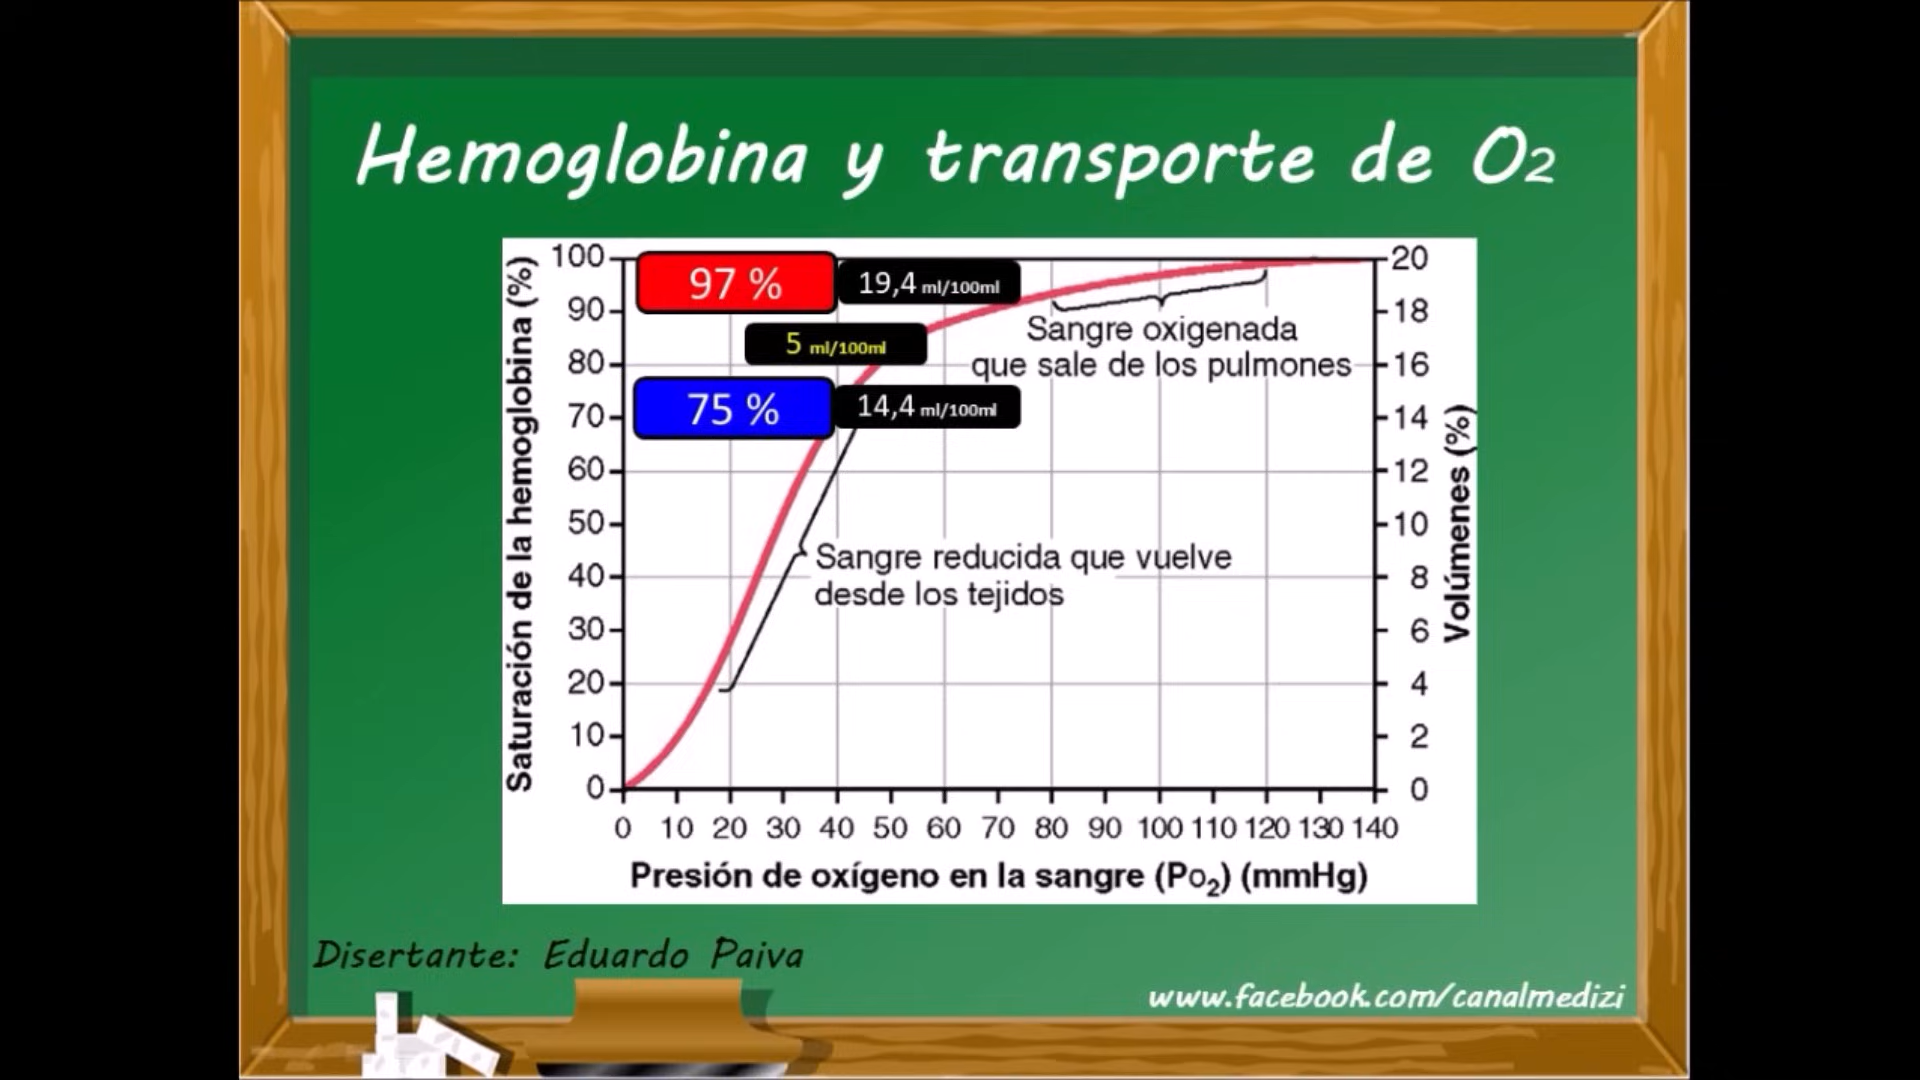 Hemoglobina y transporte de O2
Saturación de la hemoglobina (%)
100
90
80
70
60
50
40
30
20
10
0
97 %
19,4 ml/100ml
5 ml/100ml
75 %
14,4 ml/100ml
Sangre oxigenada
que sale de los pulmones
Sangre reducida que vuelve
desde los tejidos
20
18
16
14
12
10
8
6
4
2
0
Volúmenes (%)
0 10 20 30 40 50 60 70 80 90 100 110 120 130 140
Presión de oxígeno en la sangre (Po2) (mmHg)
Disertante: Eduardo Paiva
www.facebook.com/canalmedizi